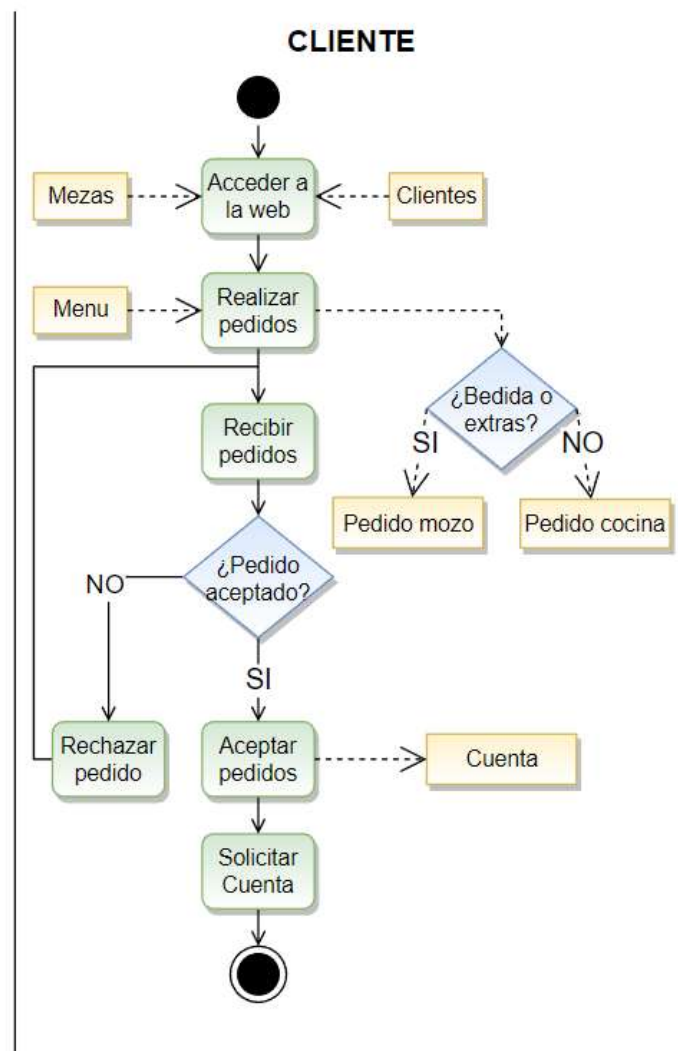 CLIENTE
Mezas
Acceder a
la web
Clientes
Menu
Realizar
pedidos
¿Bedida o
extras?
SI
NO
Pedido mozo
Pedido cocina
Recibir
pedidos
¿Pedido
aceptado?
NO
SI
Rechazar
pedido
Aceptar
pedidos
Cuenta
Solicitar
Cuenta